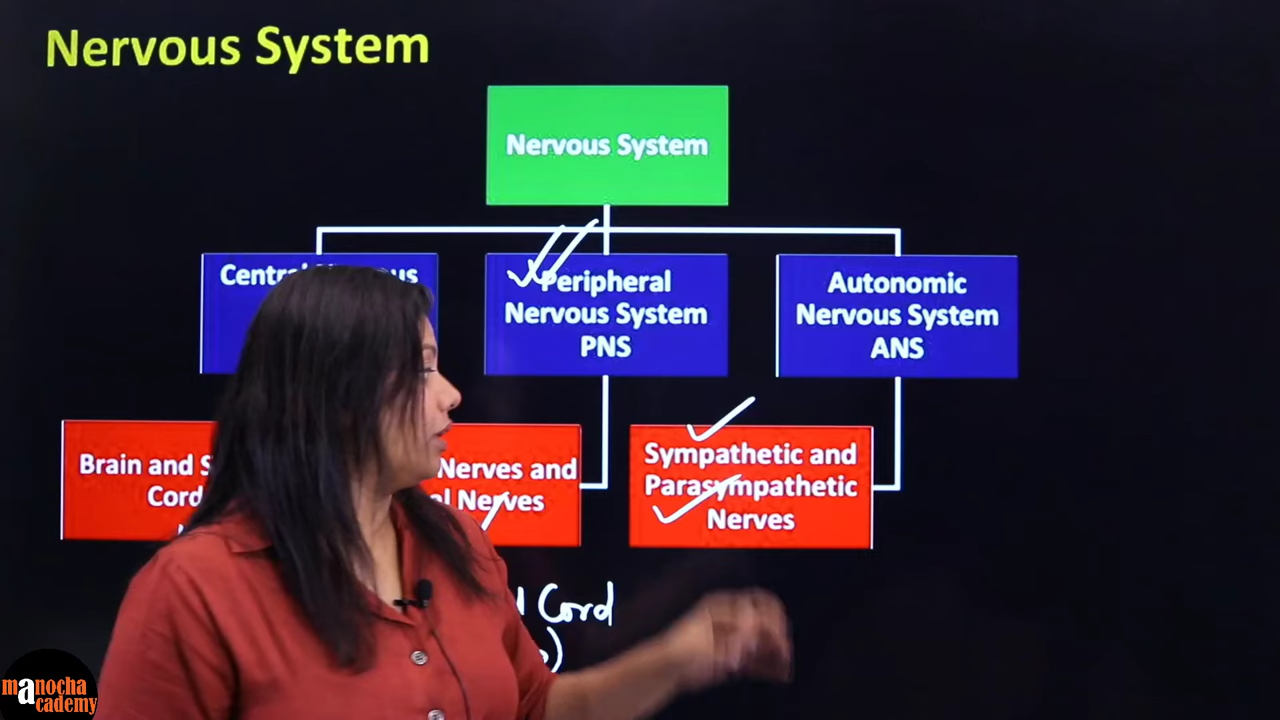 Nervous System
Nervous System
Peripheral
Nervous System
PNS
Autonomic
Nervous System
ANS
Brain and
Nerves and
Nerves
Sympathetic and
Parasympathetic
Nerves
Cord
manocha
academy